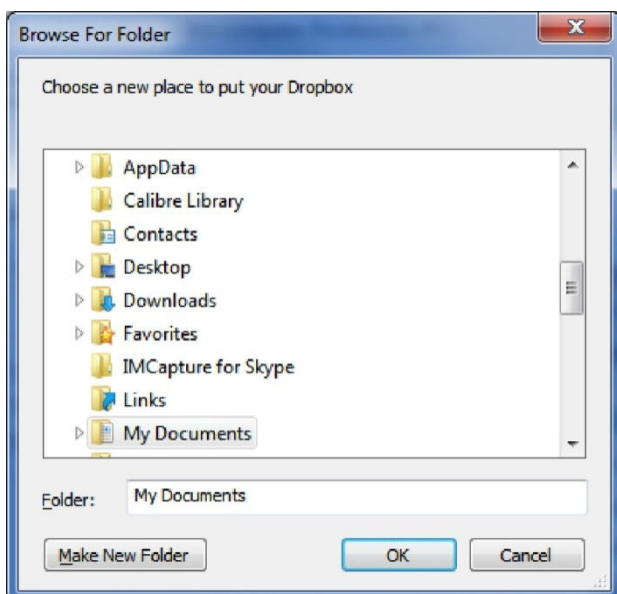 Browse For Folder
Choose a new place to put your Dropbox
AppData
Calibre Library
Contacts
Desktop
Downloads
Favorites
IMCapture for Skype
Links
My Documents
Folder: My Documents
Make New Folder OK Cancel